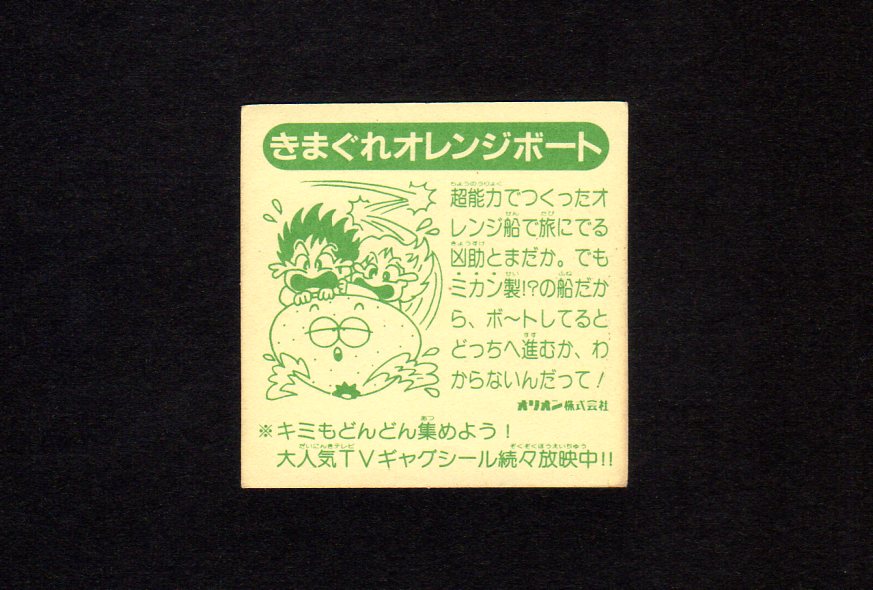 きまぐれオレンジボート
超能力でつくったオ
レンジ船で旅にでる
凶助とまだか。でも
ミカン製!?の船だか
ら、ボ〜トしてると
どっちへ進むか、わ
からないんだって！
オリオン株式会社
※キミもどんどん集めよう！
大人気TVギャグシール続々放映中!!